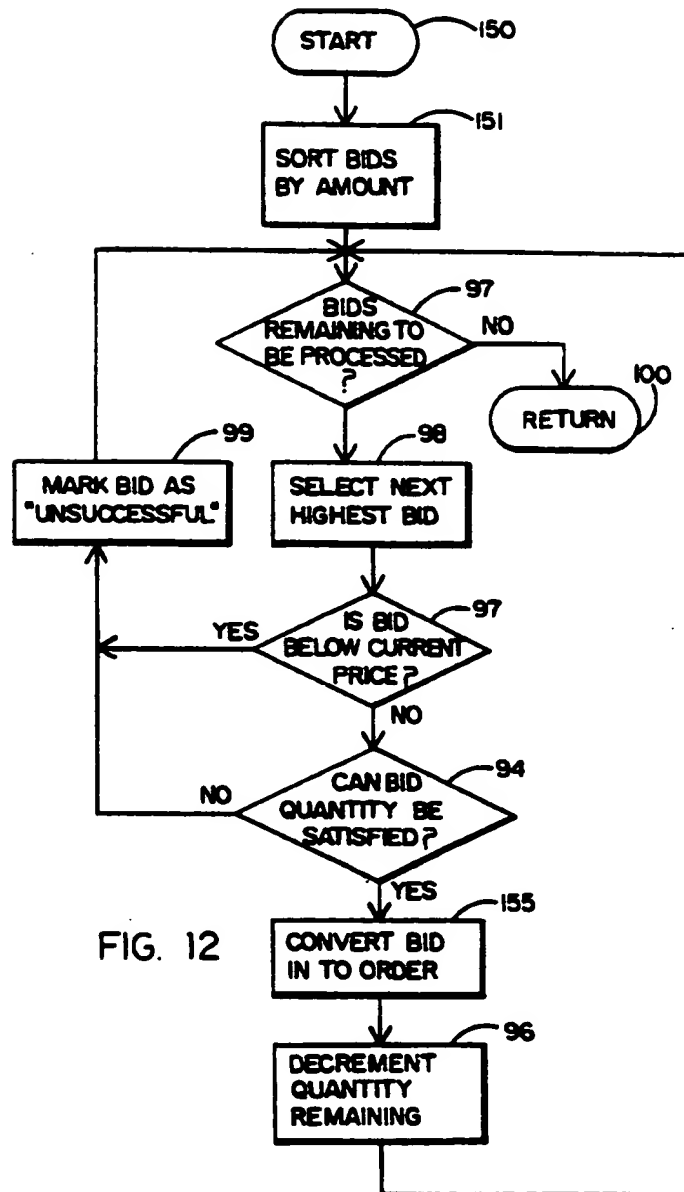 START
150
151
SORT BIDS
BY AMOUNT
97
BIDS
REMAINING TO
BE PROCESSED
?
NO
100
RETURN
99
MARK BID AS
"UNSUCCESSFUL"
98
SELECT NEXT
HIGHEST BID
97
YES
IS BID
BELOW CURRENT
PRICE?
NO
94
NO
CAN BID
QUANTITY BE
SATISFIED?
YES
155
FIG. 12
CONVERT BID
IN TO ORDER
96
DECREMENT
QUANTITY
REMAINING